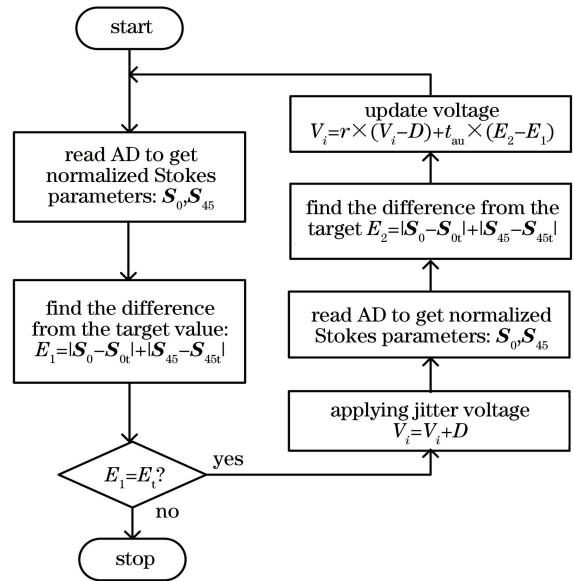 start
read AD to get
normalized Stokes
parameters: S₀,S₄₅
find the difference
from the target value:
E₁=|S₀−S₀ₜ|+|S₄₅−S₄₅ₜ|
E₁=Eₜ?
yes
no
stop
applying jitter voltage
Vᵢ=Vᵢ+D
read AD to get normalized
Stokes parameters: S₀,S₄₅
find the difference from the
target E₂=|S₀−S₀ₜ|+|S₄₅−S₄₅ₜ|
update voltage
Vᵢ=r×(Vᵢ−D)+tₐᵤ×(E₂−E₁)